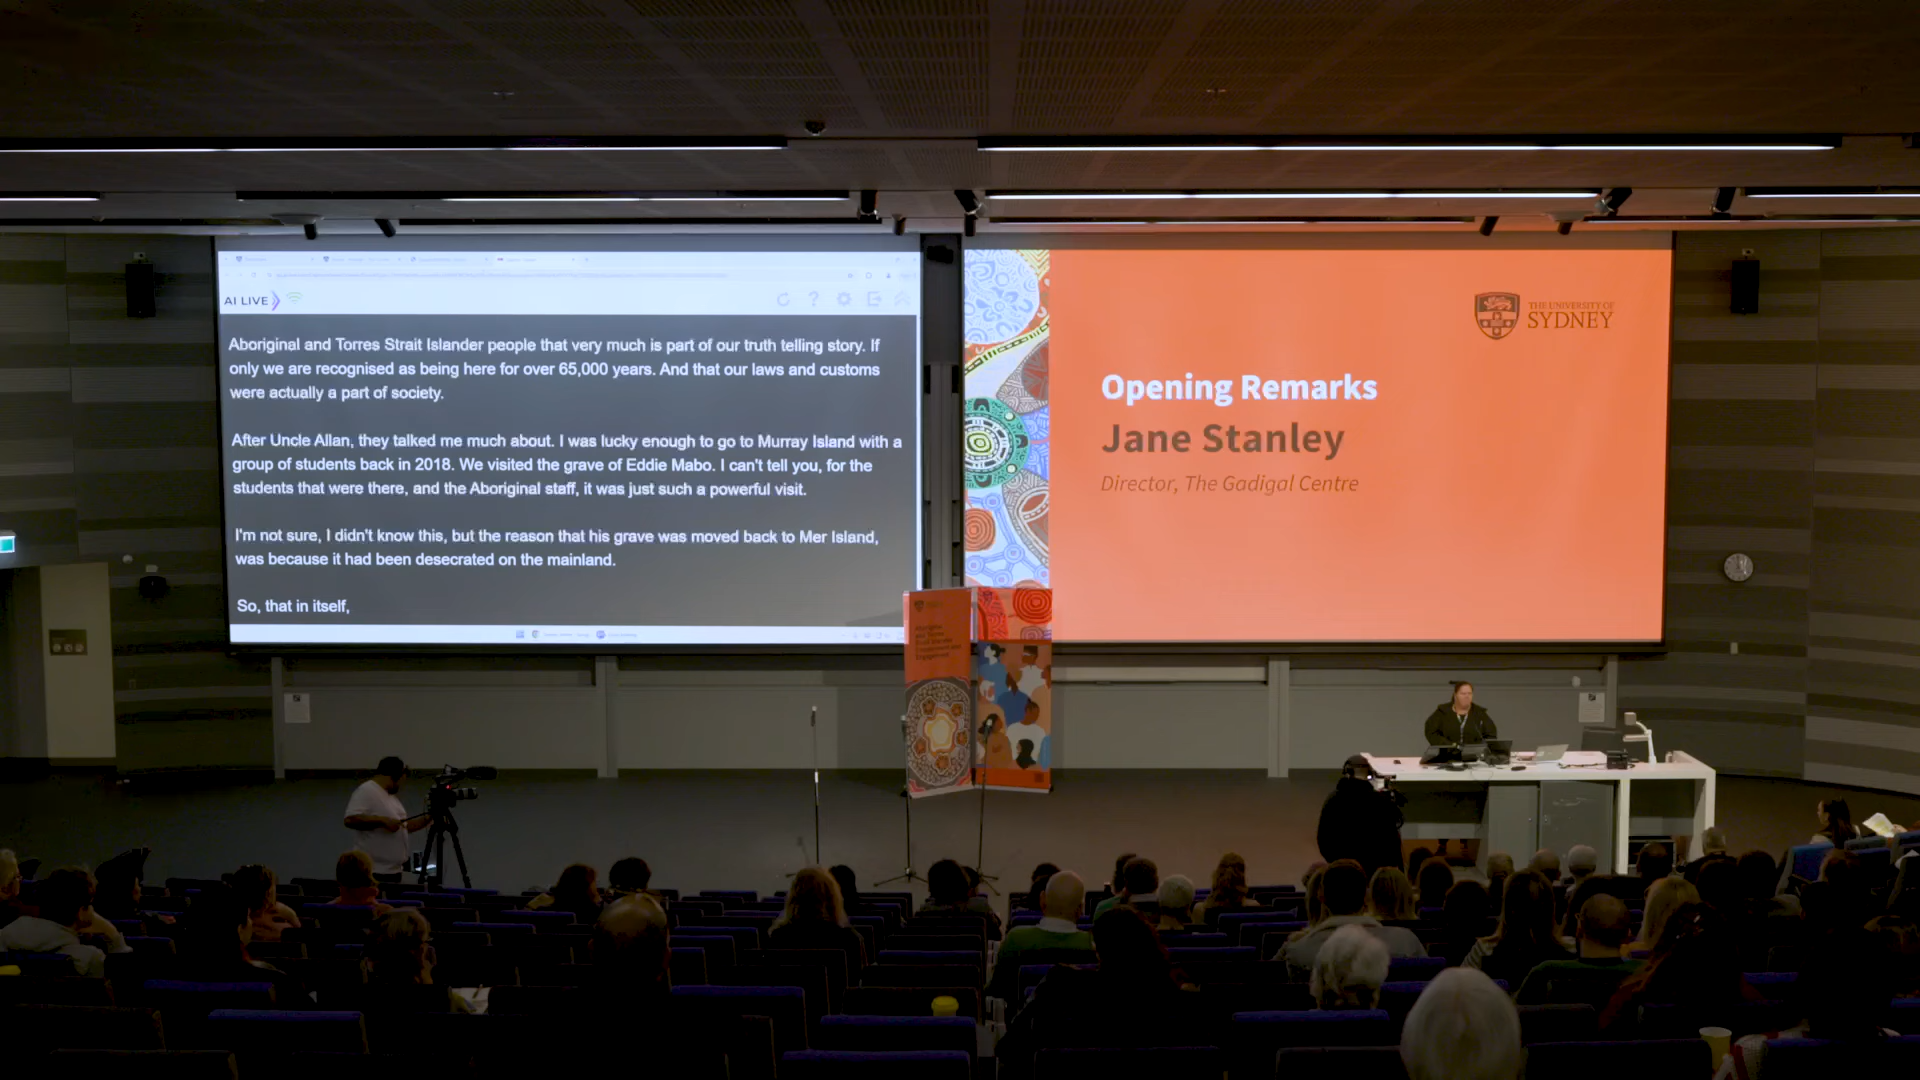 AI LIVE
Aboriginal and Torres Strait Islander people that very much is part of our truth telling story. If
only we are recognised as being here for over 65,000 years. And that our laws and customs
were actually a part of society.
After Uncle Allan, they talked me much about. I was lucky enough to go to Murray Island with a
group of students back in 2018. We visited the grave of Eddie Mabo. I can't tell you, for the
students that were there, and the Aboriginal staff, it was just such a powerful visit.
I'm not sure, I didn't know this, but the reason that his grave was moved back to Mer Island,
was because it had been desecrated on the mainland.
So, that in itself,
THE UNIVERSITY OF
SYDNEY
Opening Remarks
Jane Stanley
Director, The Gadigal Centre